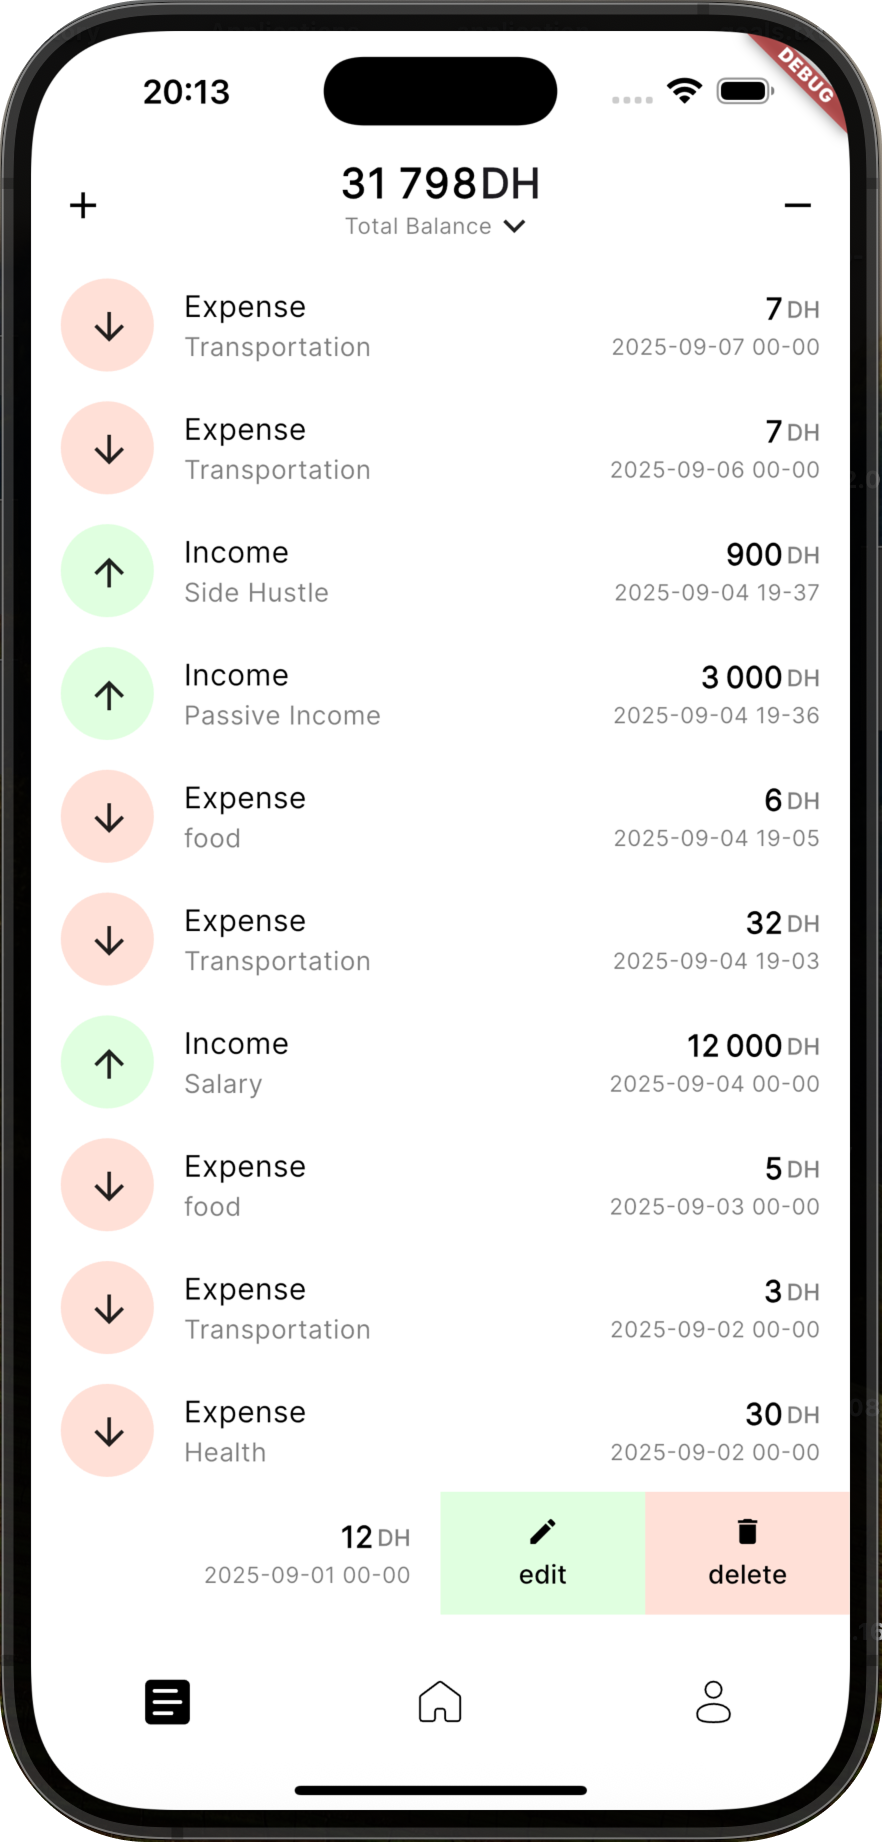 20:13
DEBUG
31 798DH
Total Balance
Expense
7 DH
Transportation
2025-09-07 00-00
Expense
7 DH
Transportation
2025-09-06 00-00
Income
900 DH
Side Hustle
2025-09-04 19-37
Income
3 000 DH
Passive Income
2025-09-04 19-36
Expense
6 DH
food
2025-09-04 19-05
Expense
32 DH
Transportation
2025-09-04 19-03
Income
12 000 DH
Salary
2025-09-04 00-00
Expense
5 DH
food
2025-09-03 00-00
Expense
3 DH
Transportation
2025-09-02 00-00
Expense
30 DH
Health
2025-09-02 00-00
12 DH
2025-09-01 00-00
edit
delete